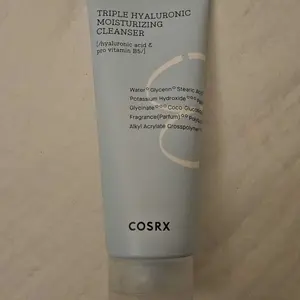 TRIPLE HYALURONIC
MOISTURIZING
CLEANSER
[/hyaluronic acid &
pro vitamin B5/]
Water Glycerin Stearic
Potassium Hydroxide
Glycinate Coco
Fragrance(Parfum)
Alkyl Acrylate Crosspolymer
COSRX